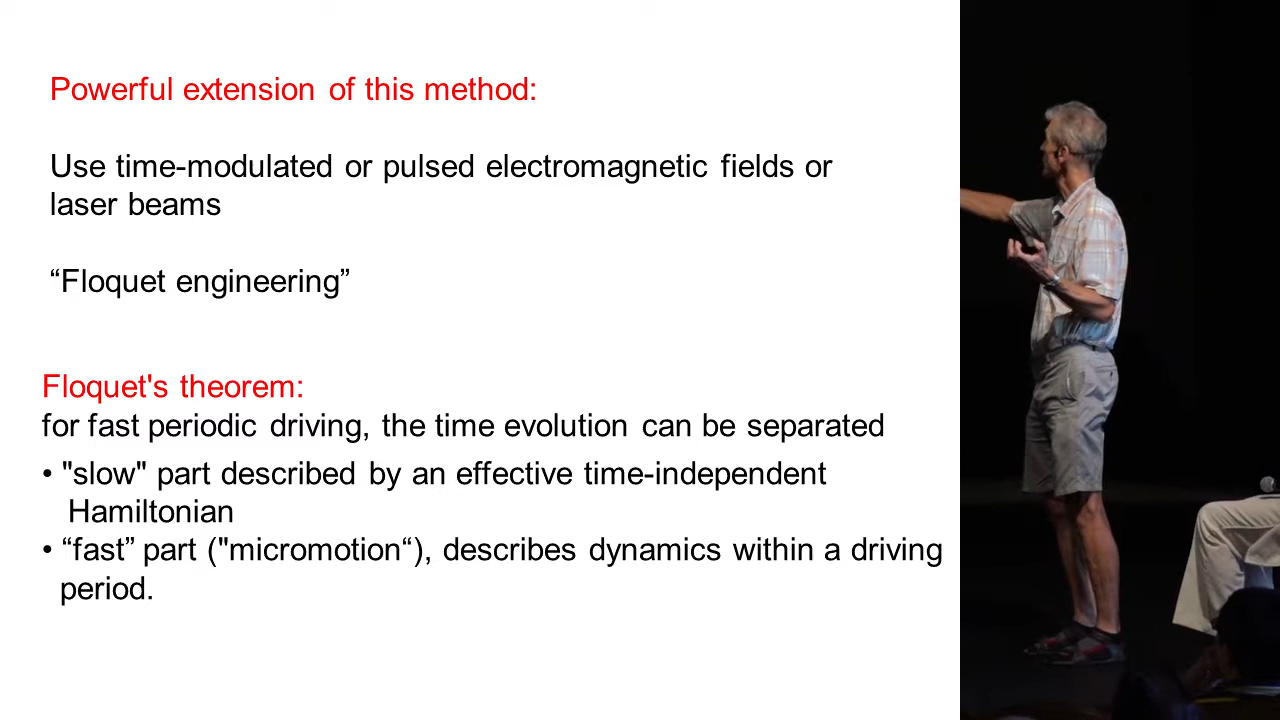 Powerful extension of this method:
Use time-modulated or pulsed electromagnetic fields or
laser beams
“Floquet engineering”
Floquet's theorem:
for fast periodic driving, the time evolution can be separated
• "slow" part described by an effective time-independent
Hamiltonian
• “fast” part ("micromotion“), describes dynamics within a driving
period.